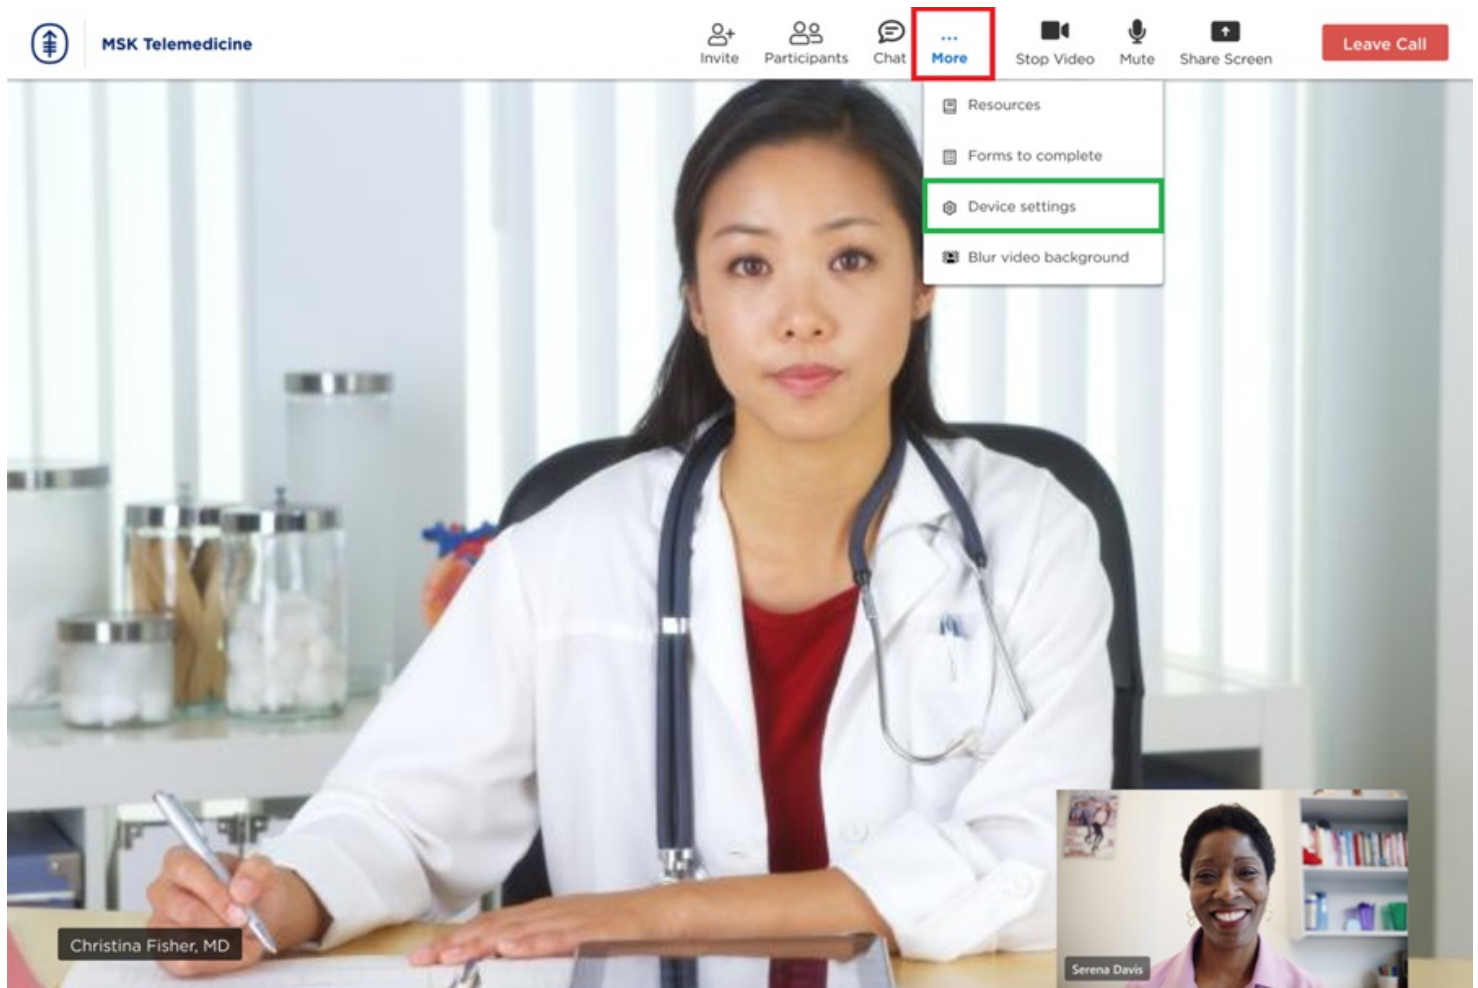 MSK Telemedicine
Invite
Participants
Chat
... More
Stop Video
Mute
Share Screen
Leave Call
Resources
Forms to complete
Device settings
Blur video background
Christina Fisher, MD
Serena Davis